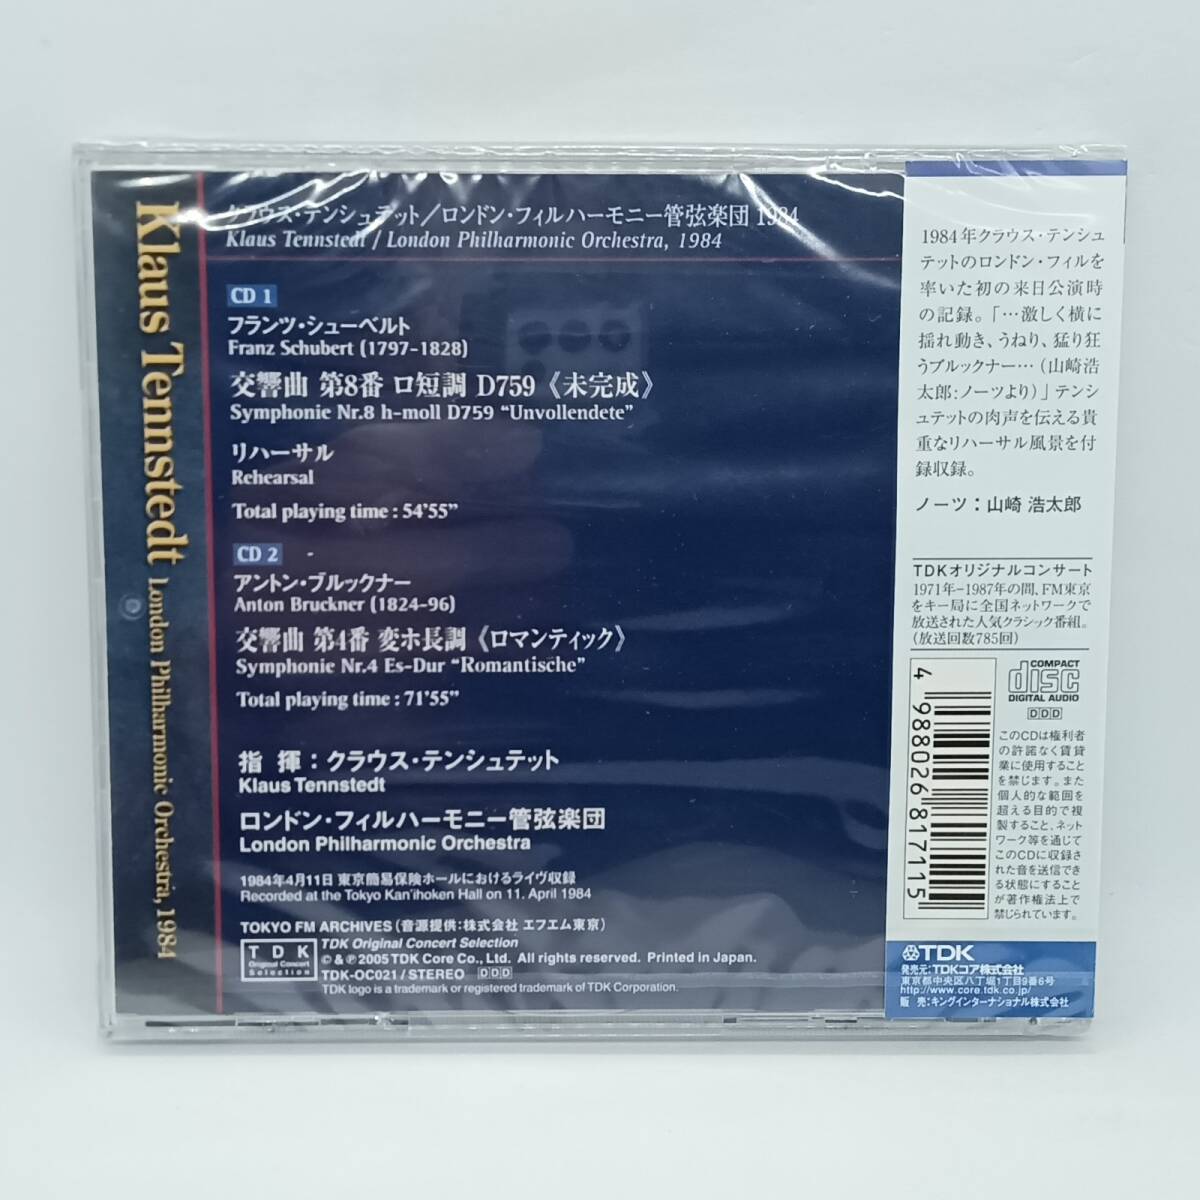 Klaus Tennstedt London Philharmonic Orchestra, 1984
クラウス・テンシュテット／ロンドン・フィルハーモニー管弦楽団 1984
Klaus Tennstedt / London Philharmonic Orchestra, 1984
CD 1
フランツ・シューベルト
Franz Schubert (1797-1828)
交響曲 第8番 ロ短調 D759《未完成》
Symphonie Nr.8 h-moll D759 “Unvollendete”
リハーサル
Rehearsal
Total playing time : 54’55”
CD 2
アントン・ブルックナー
Anton Bruckner (1824-96)
交響曲 第4番 変ホ長調《ロマンティック》
Symphonie Nr.4 Es-Dur “Romantische”
Total playing time : 71’55”
指 揮：クラウス・テンシュテット
Klaus Tennstedt
ロンドン・フィルハーモニー管弦楽団
London Philharmonic Orchestra
1984年4月11日 東京簡易保険ホールにおけるライヴ収録
Recorded at the Tokyo Kan'ihoken Hall on 11. April 1984
TOKYO FM ARCHIVES（音源提供：株式会社 エフエム東京）
TDK
Original Concert
Selection
TDK Original Concert Selection
© & ℗ 2005 TDK Core Co., Ltd. All rights reserved. Printed in Japan.
TDK-OC021 / STEREO DDD
TDK logo is a trademark or registered trademark of TDK Corporation.
1984年クラウス・テンシュ
テットのロンドン・フィルを
率いた初の来日公演時
の記録。「…激しく横に
揺れ動き、うねり、猛り狂
うブルックナー…（山崎浩
太郎：ノーツより）」テンシ
ュテットの肉声を伝える貴
重なリハーサル風景を付
録収録。
ノーツ：山崎 浩太郎
TDKオリジナルコンサート
1971年−1987年の間、FM東京
をキー局に全国ネットワークで
放送された人気クラシック番組。
（放送回数785回）
4 988026 817115
COMPACT
disc
DIGITAL AUDIO
DDD
このCDは権利者
の許諾なく賃貸
業に使用すること
を禁じます。また
個人的な範囲を
超える目的で複
製すること、ネット
ワーク等を通じて
このCDに収録され
た音を送信でき
る状態にすること
が著作権法上で
禁じられています。
TDK
発売元：TDKコア株式会社
東京都中央区八丁堀1丁目9番6号
http://www.core.tdk.co.jp/
販 売：キングインターナショナル株式会社